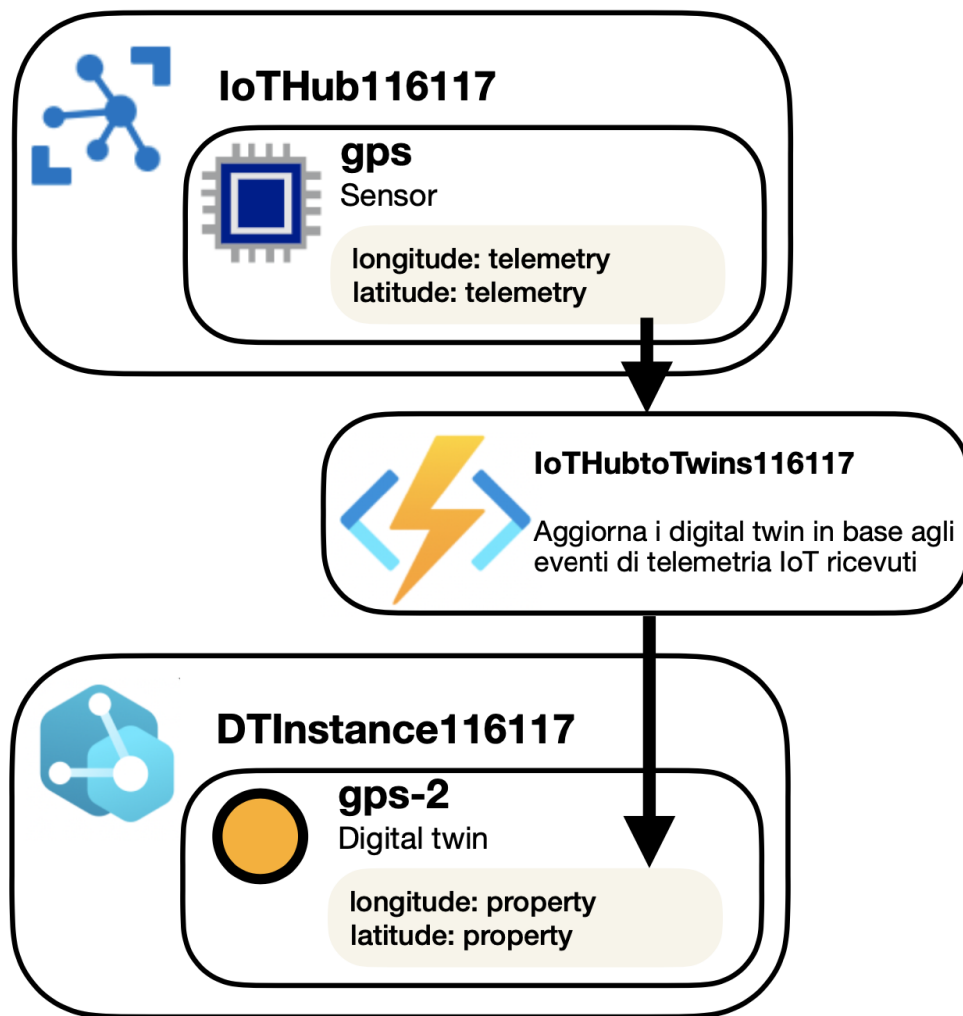 IoTHub116117
gps
Sensor
longitude: telemetry
latitude: telemetry
IoTHubtoTwins116117
Aggiorna i digital twin in base agli
eventi di telemetria IoT ricevuti
DTInstance116117
gps-2
Digital twin
longitude: property
latitude: property